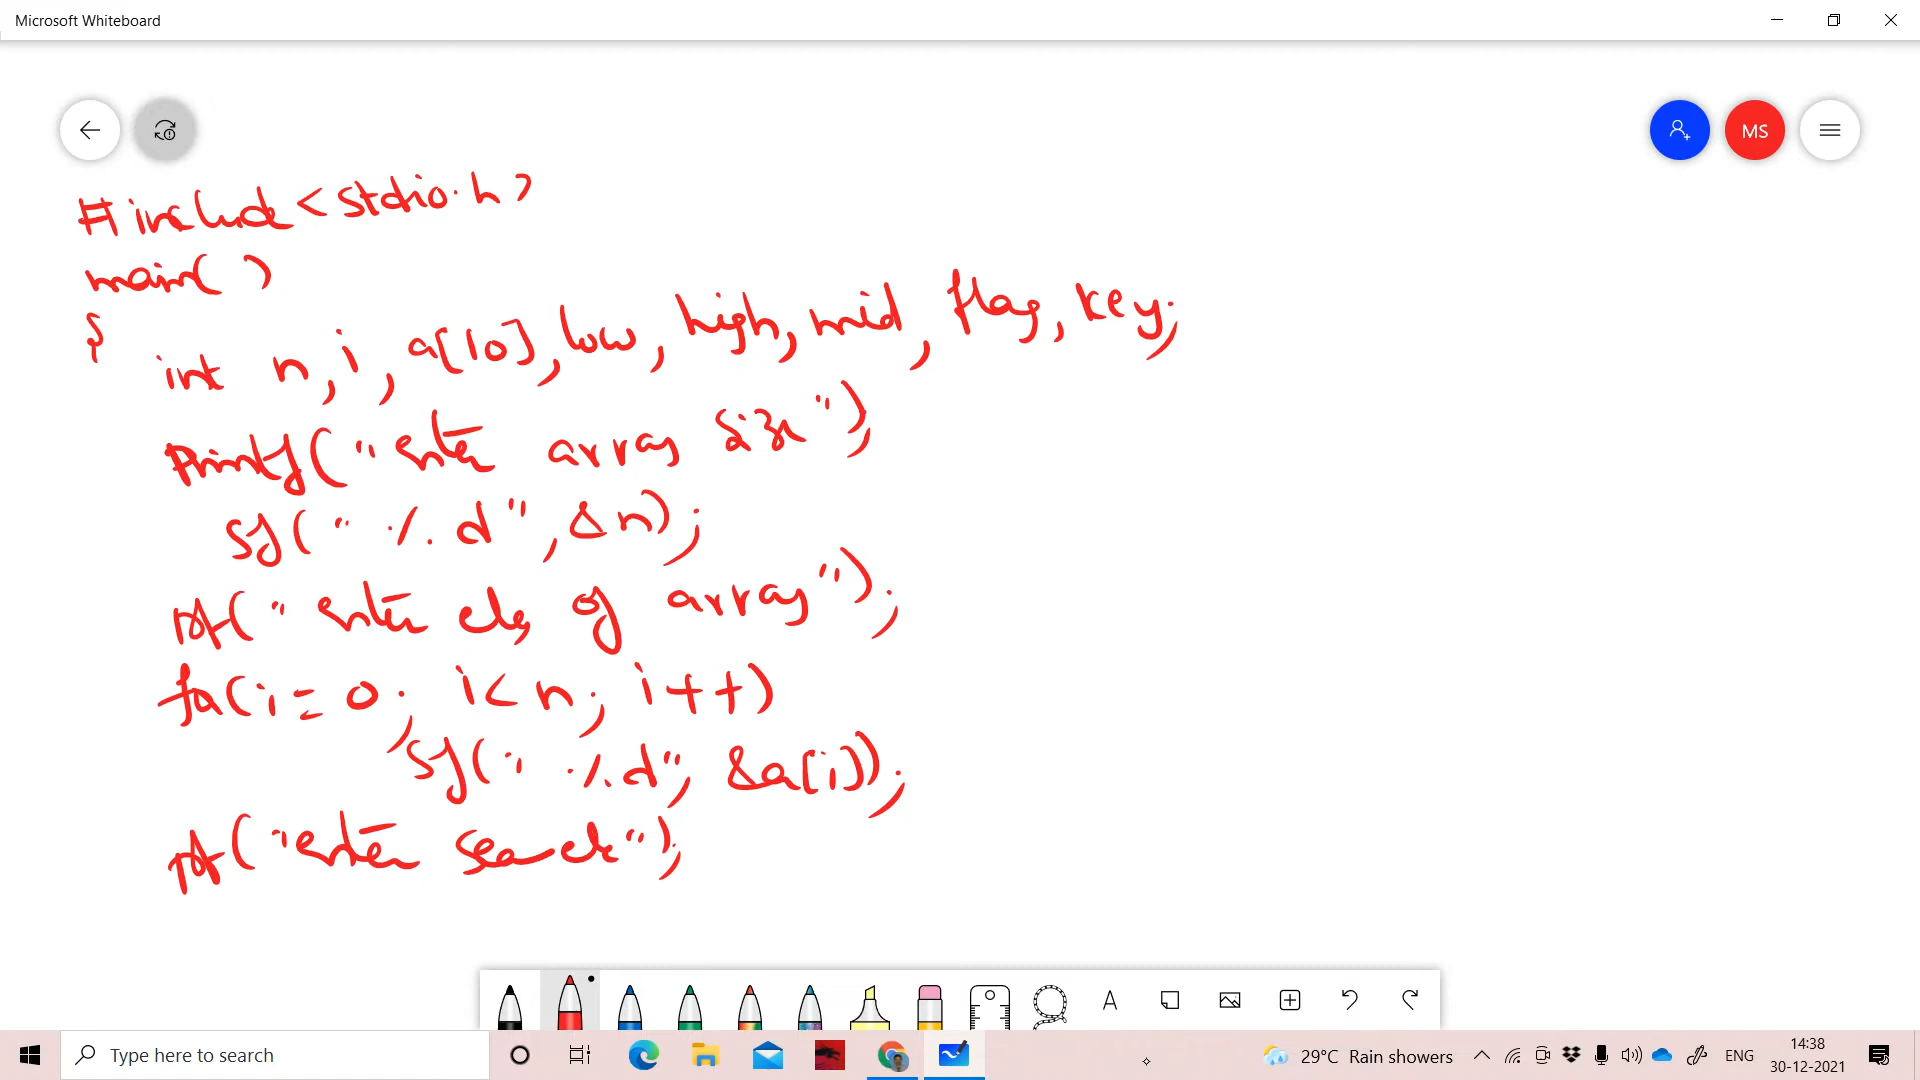 Microsoft Whiteboard
MS
#include<stdio.h>
main( )
{
int n, i, a[10], low, high, mid, flag, key;
Printf("enter array size");
Sf("%d", &n);
Pf("enter ele of array");
for(i=0; i<n; i++)
Sf("%d", &a[i]);
Pf("enter search ");
A
Type here to search
29°C Rain showers
ENG
14:38
30-12-2021